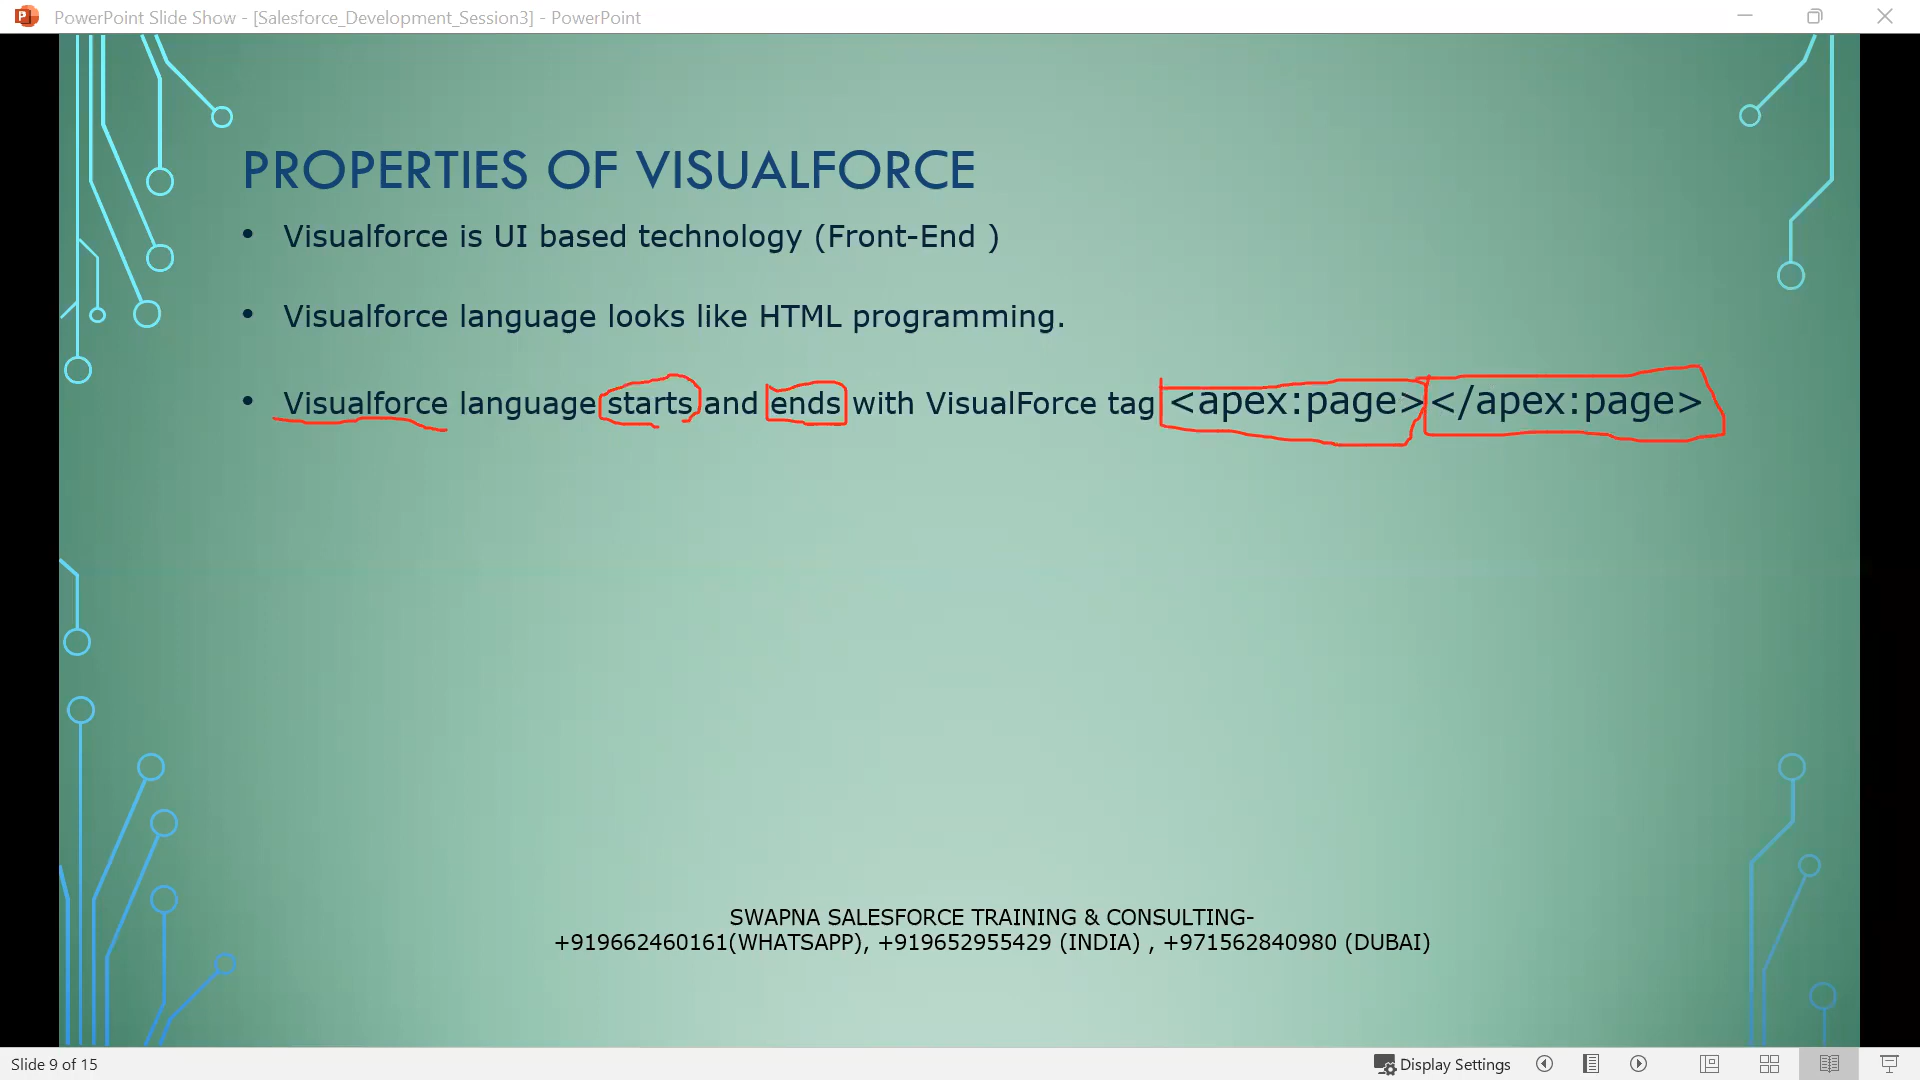 PowerPoint Slide Show - [Salesforce_Development_Session3] - PowerPoint
PROPERTIES OF VISUALFORCE
• Visualforce is UI based technology (Front-End )
• Visualforce language looks like HTML programming.
• Visualforce language starts and ends with VisualForce tag <apex:page></apex:page>
SWAPNA SALESFORCE TRAINING & CONSULTING-
+919662460161(WHATSAPP), +919652955429 (INDIA) , +971562840980 (DUBAI)
Slide 9 of 15
Display Settings